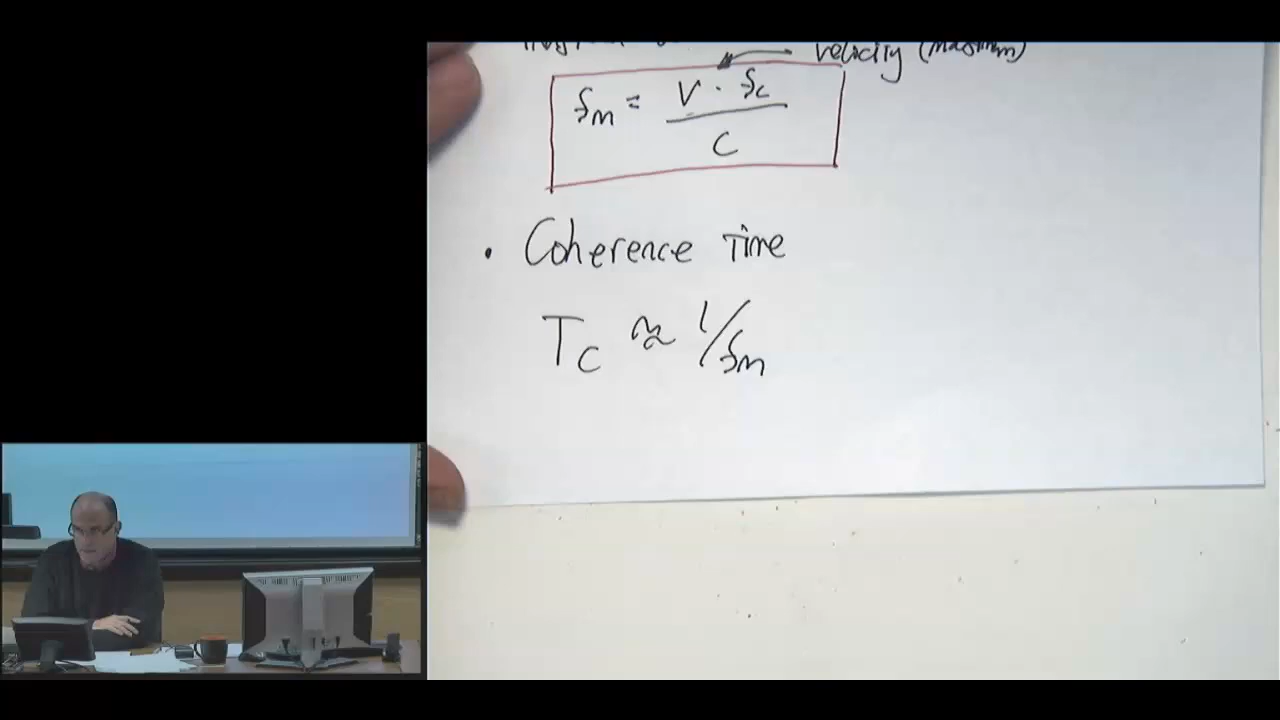 velocity (maximum)
fm = V · fc / C
• Coherence Time
Tc ≈ 1/fm